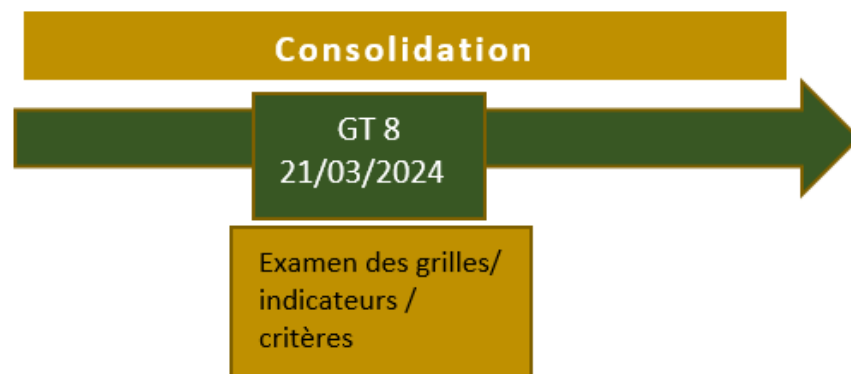 Consolidation
GT 8
21/03/2024
Examen des grilles/
indicateurs /
critères